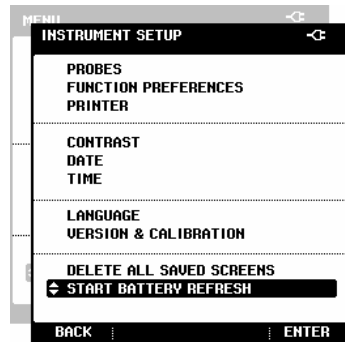 MENU
INSTRUMENT SETUP
PROBES
FUNCTION PREFERENCES
PRINTER
CONTRAST
DATE
TIME
LANGUAGE
VERSION & CALIBRATION
DELETE ALL SAVED SCREENS
START BATTERY REFRESH
BACK ENTER